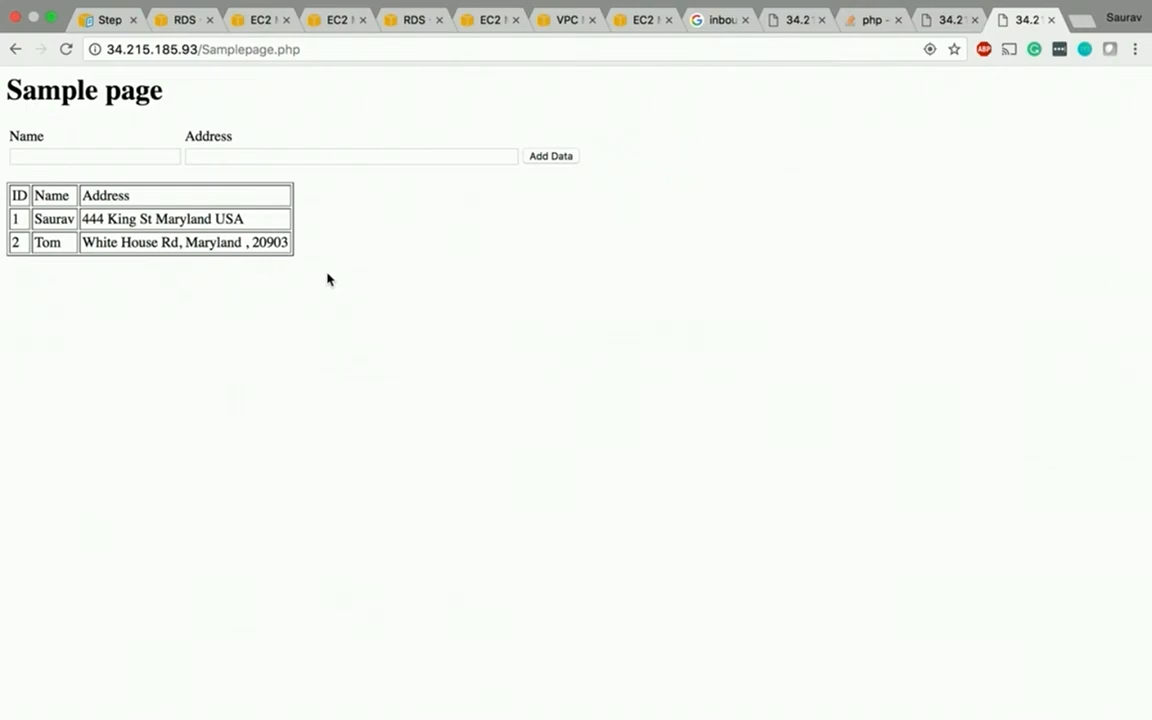 Step RDS EC2 EC2 RDS EC2 VPC EC2 inbou 34.2 php - 34.2 34.2 Saurav
34.215.185.93/Samplepage.php ABP
Sample page
Name Address
Add Data
ID Name Address
1 Saurav 444 King St Maryland USA
2 Tom White House Rd, Maryland , 20903